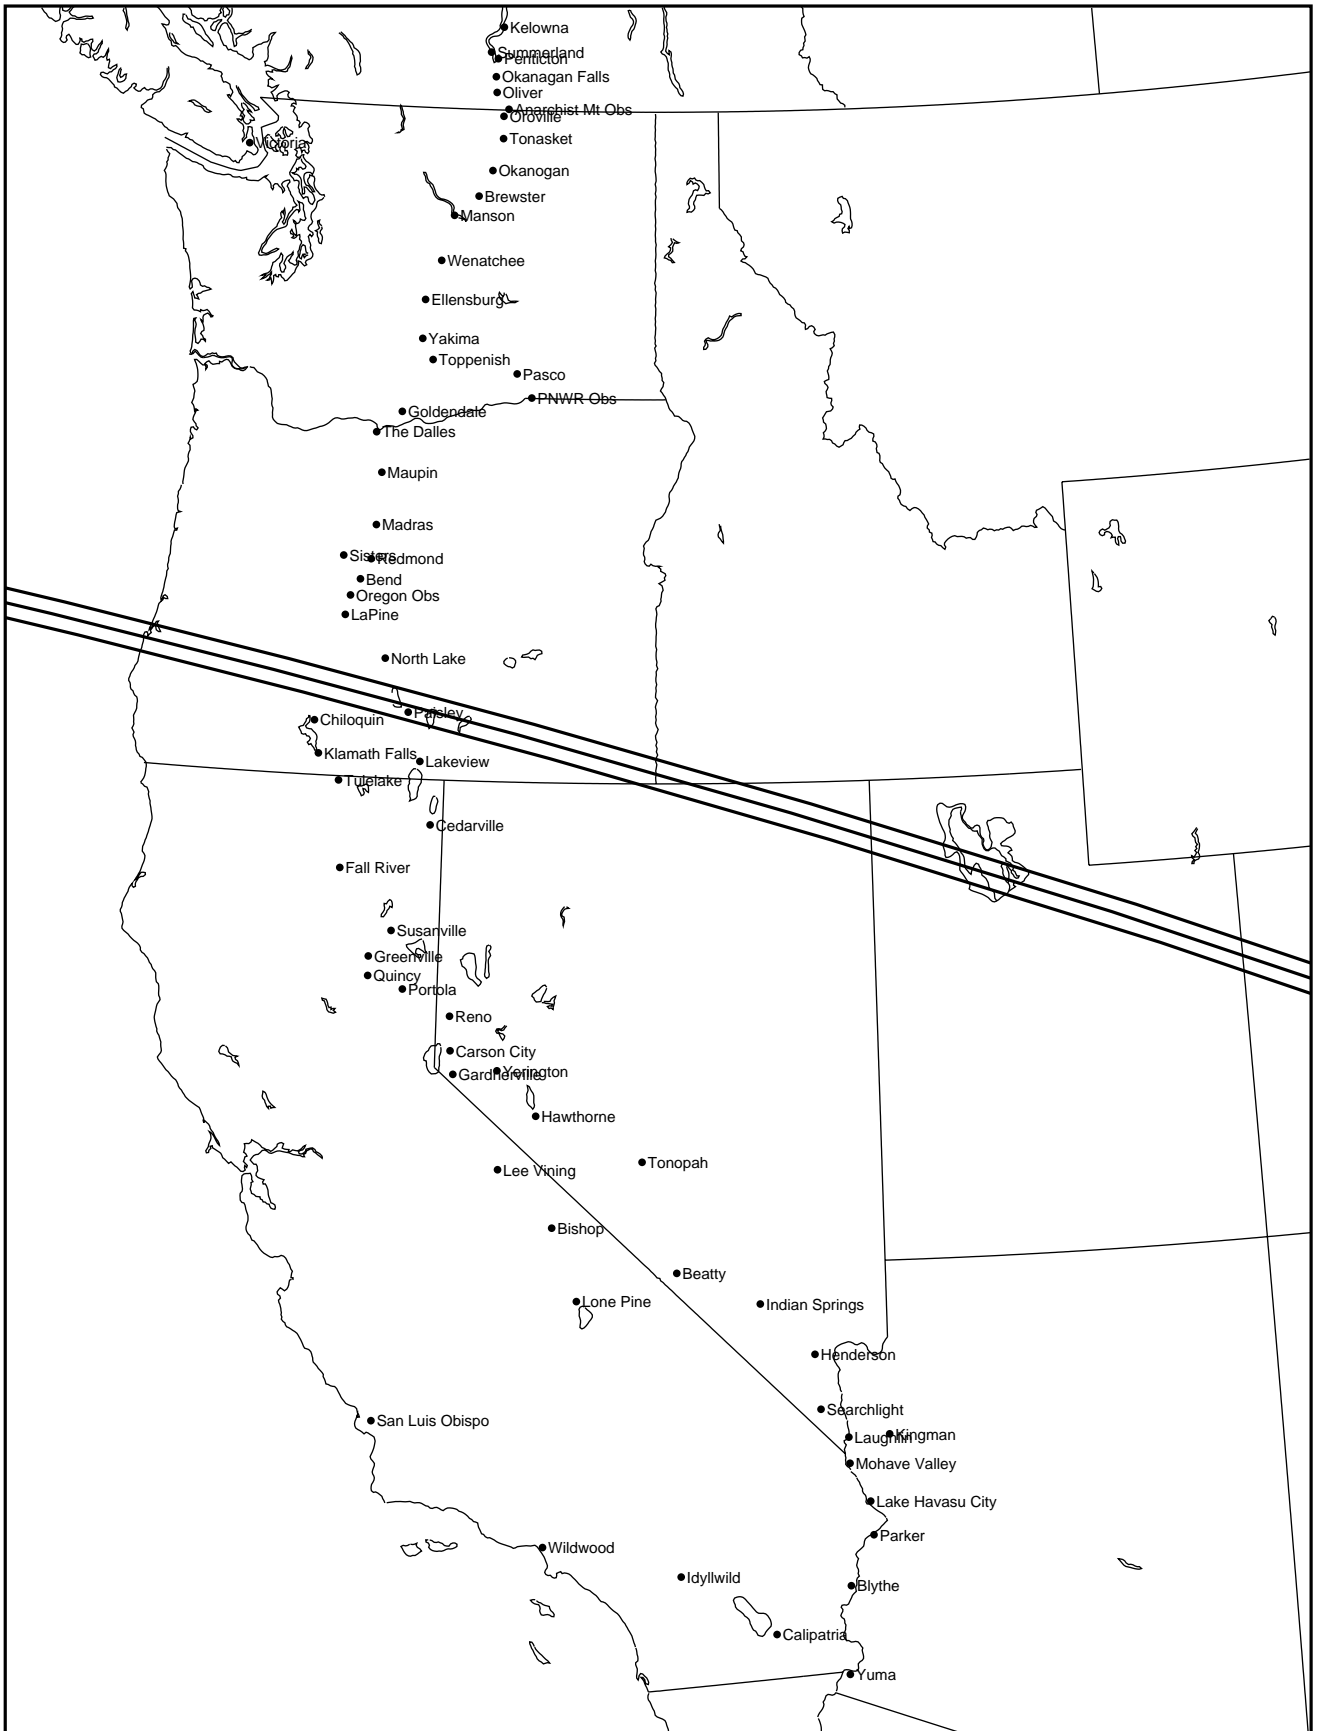 Kelowna
Summerland
Penticton
Okanagan Falls
Oliver
Anarchist Mt Obs
Oroville
Tonasket
Victoria
Okanogan
Brewster
Manson
Wenatchee
Ellensburg
Yakima
Toppenish
Pasco
PNWR Obs
Goldendale
The Dalles
Maupin
Madras
Sisters
Redmond
Bend
Oregon Obs
LaPine
North Lake
Paisley
Chiloquin
Klamath Falls
Lakeview
Tulelake
Cedarville
Fall River
Susanville
Greenville
Quincy
Portola
Reno
Carson City
Yerington
Gardnerville
Hawthorne
Tonopah
Lee Vining
Bishop
Beatty
Lone Pine
Indian Springs
Henderson
Searchlight
San Luis Obispo
Kingman
Laughlin
Mohave Valley
Lake Havasu City
Parker
Wildwood
Idyllwild
Blythe
Calipatria
Yuma